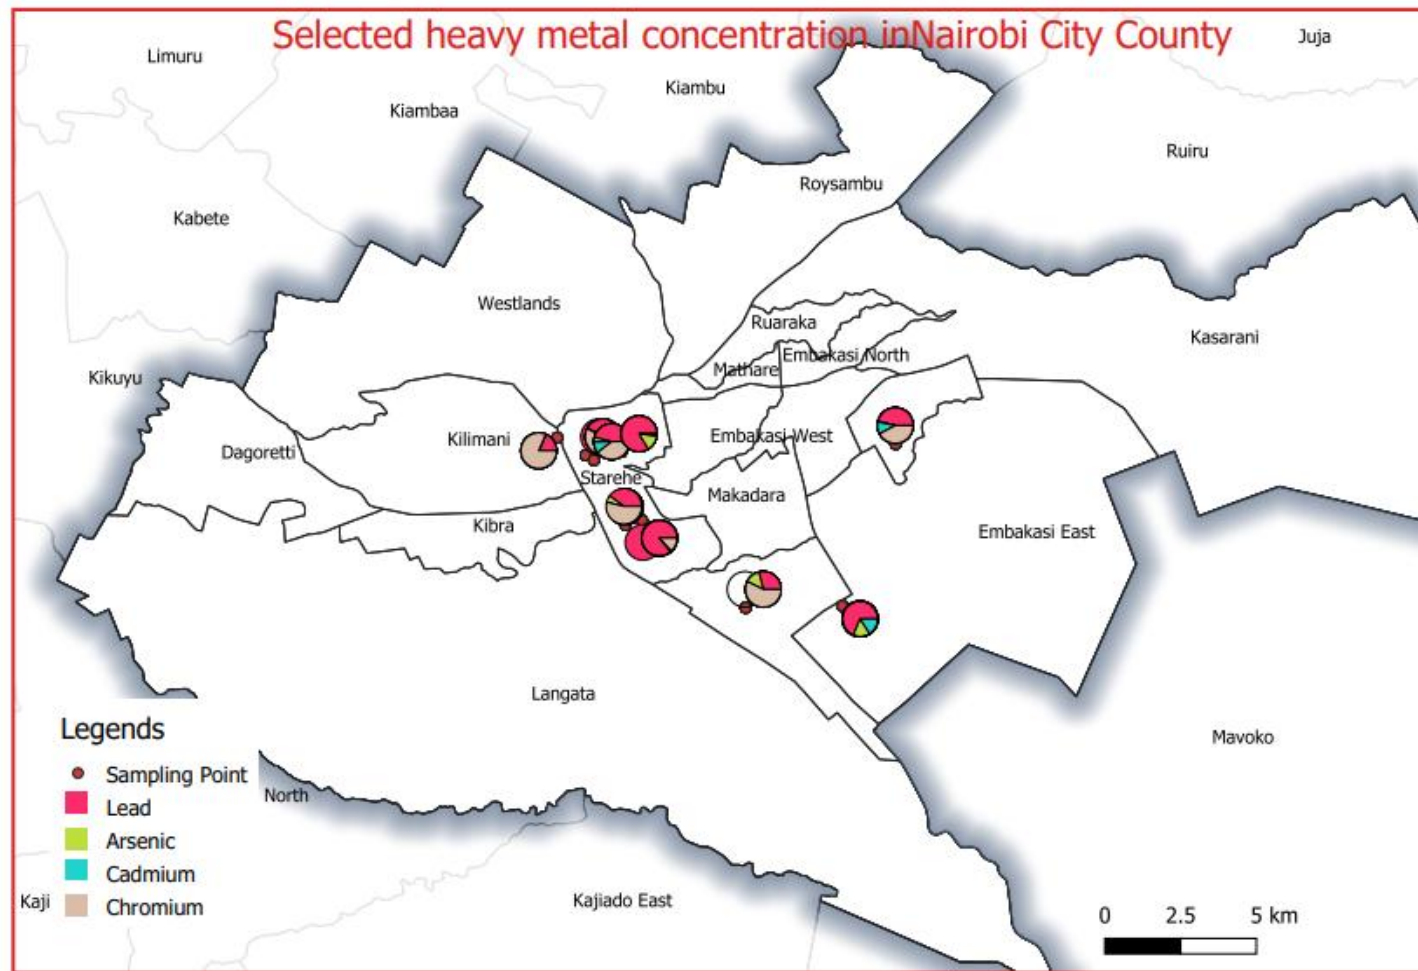 Selected heavy metal concentration inNairobi City County
Juja
Limuru
Kiambu
Kiambaa
Ruiru
Roysambu
Kabete
Westlands
Ruaraka
Kasarani
Embakasi North
Mathare
Kikuyu
Kilimani
Embakasi West
Dagoretti
Starehe
Makadara
Kibra
Embakasi East
Langata
Mavoko
Legends
Sampling Point
North
Lead
Arsenic
Cadmium
Kaji
Chromium
Kajiado East
0 2.5 5 km